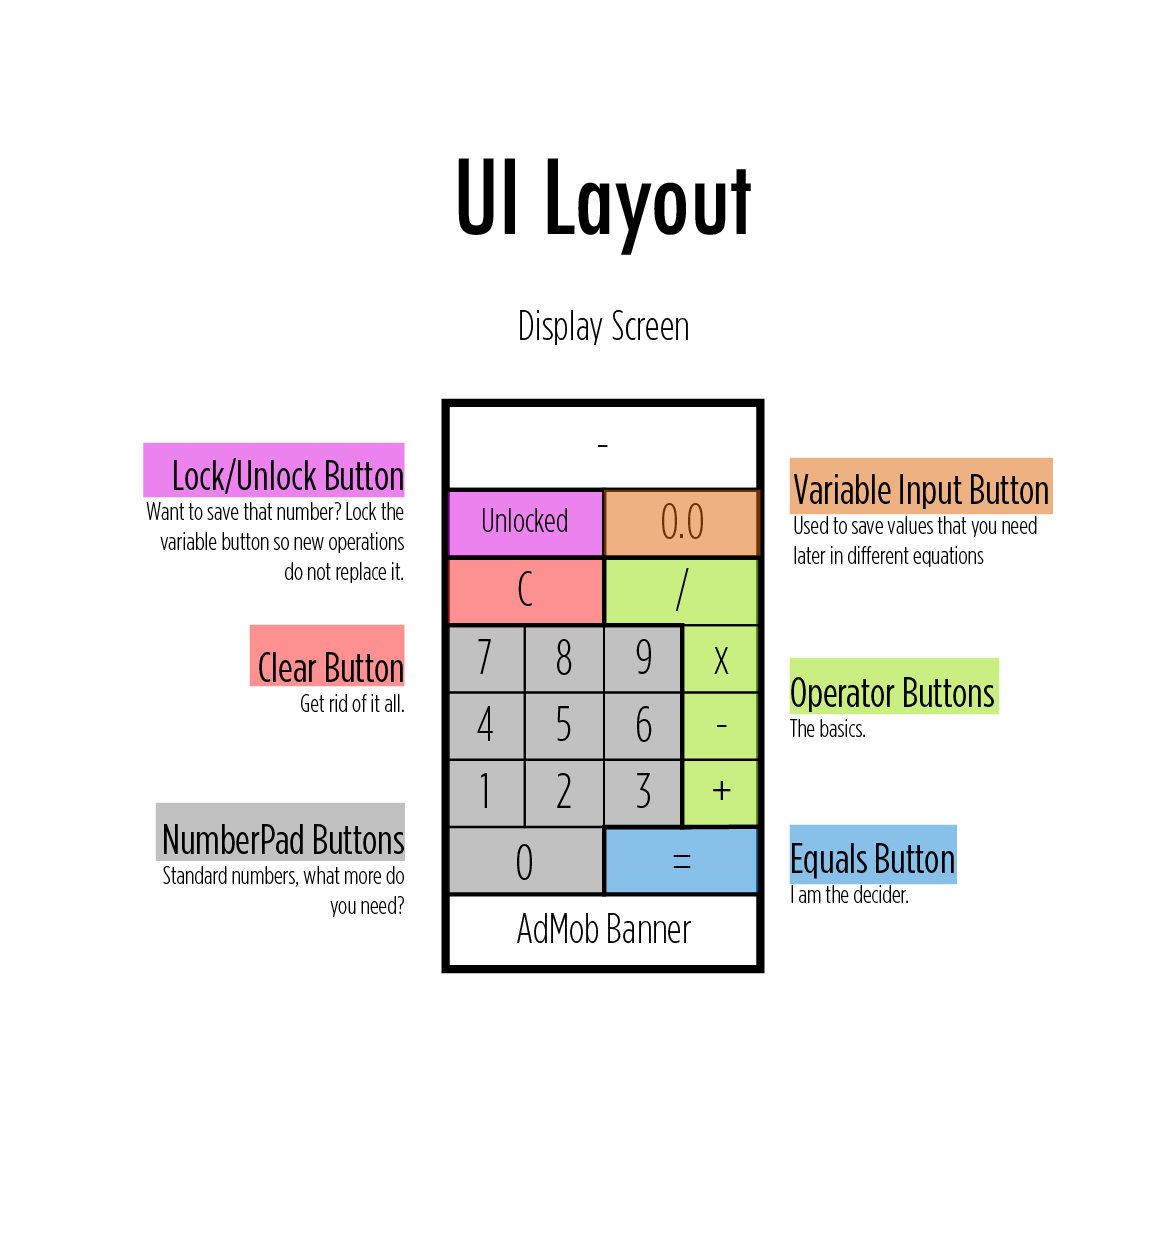 UI Layout
Display Screen
-
Lock/Unlock Button
Want to save that number? Lock the
variable button so new operations
do not replace it.
Clear Button
Get rid of it all.
NumberPad Buttons
Standard numbers, what more do
you need?
Unlocked 0.0
C /
7 8 9 x
4 5 6 -
1 2 3 +
0 =
AdMob Banner
Variable Input Button
Used to save values that you need
later in different equations
Operator Buttons
The basics.
Equals Button
I am the decider.